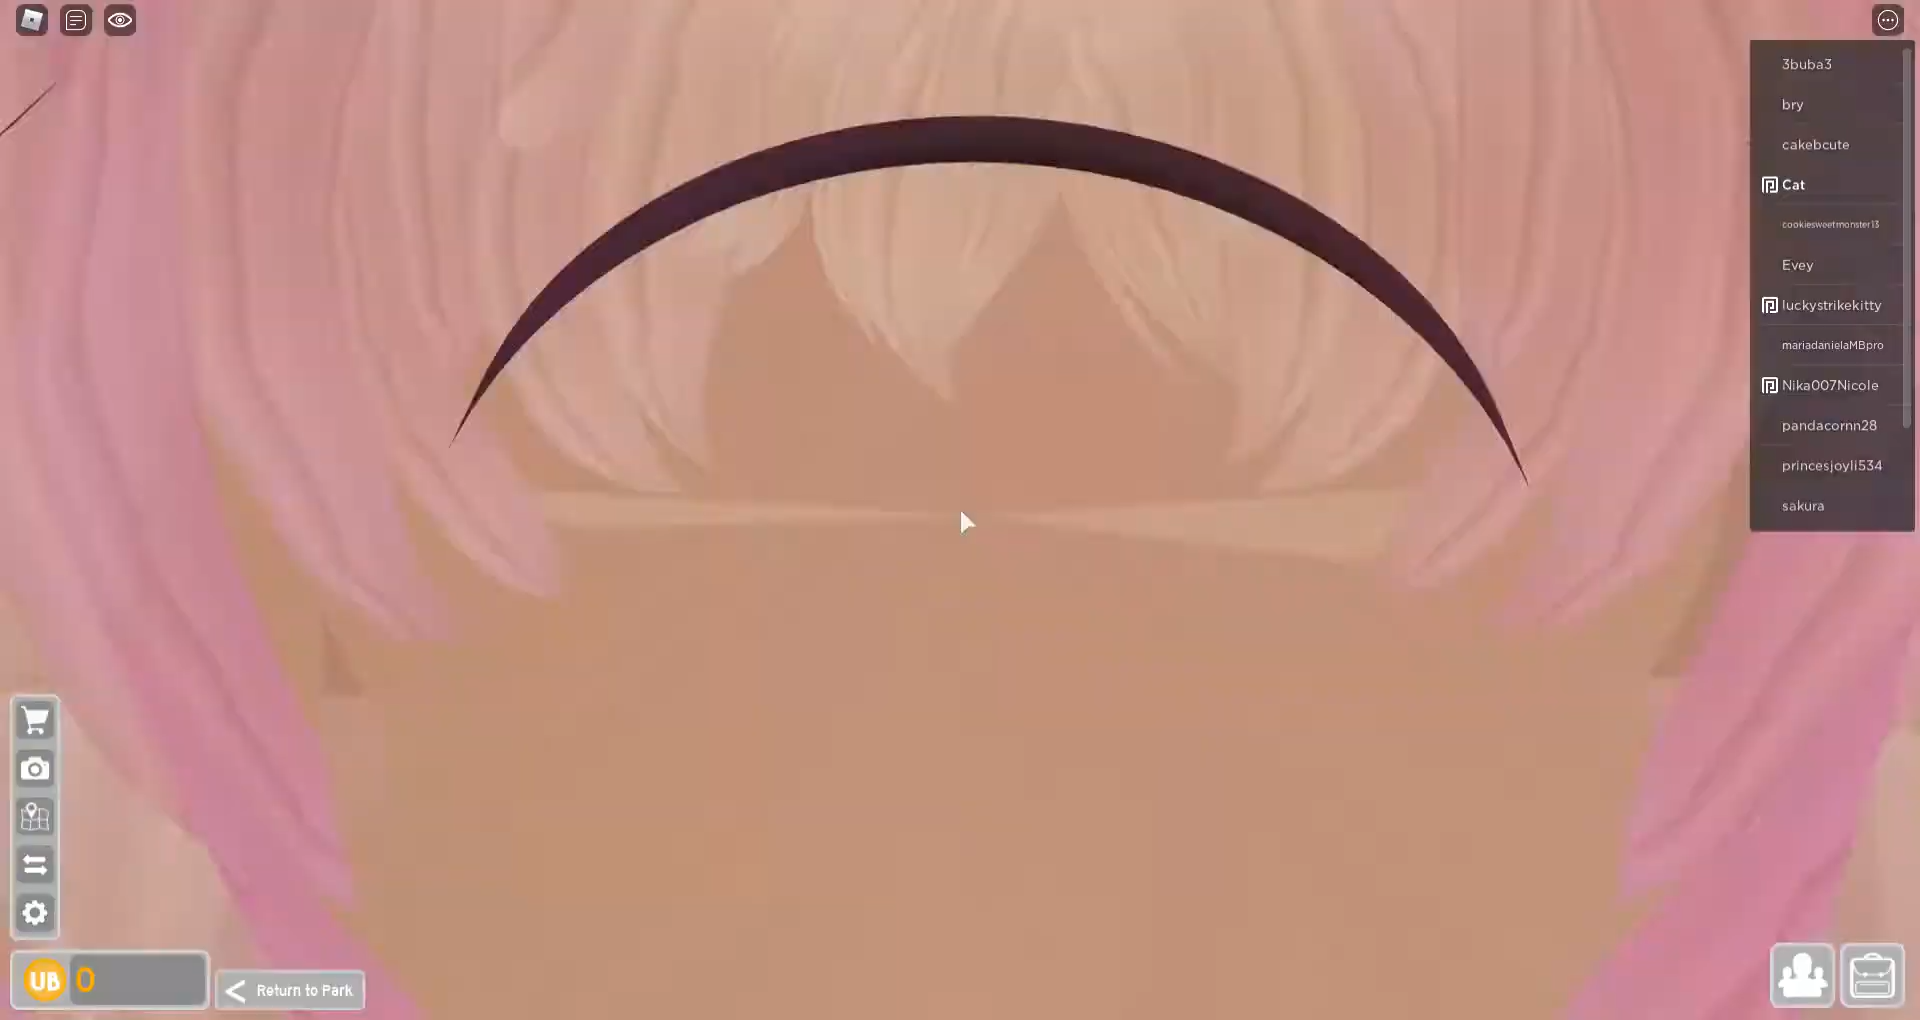 3buba3
bry
cakebcute
Cat
cookiesweetmonster13
Evey
luckystrikekitty
mariadanielaMBpro
Nika007Nicole
pandacornn28
princesjoyli534
sakura
UB 0
Return to Park